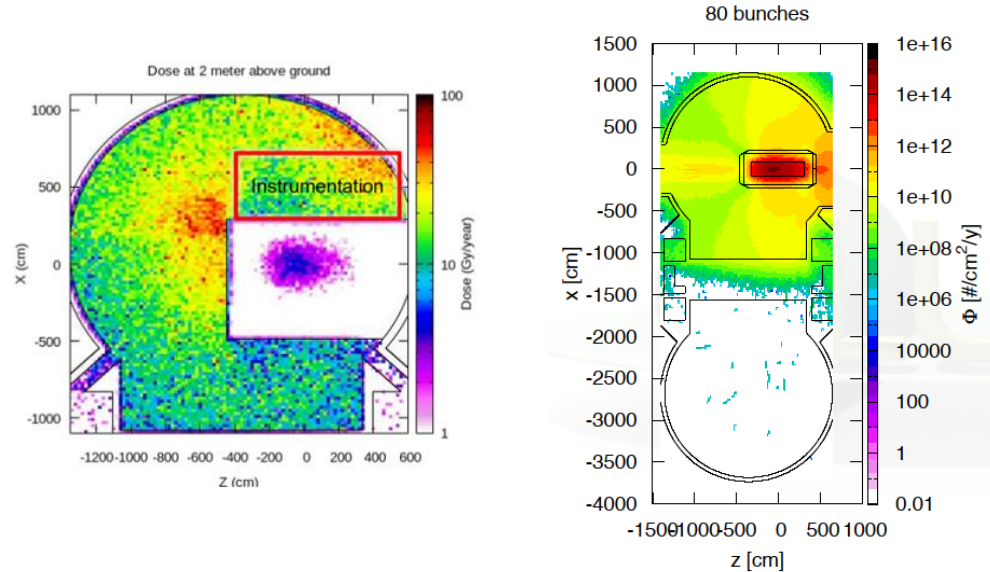 Dose at 2 meter above ground
1000
500
0
-500
-1000
X (cm)
Instrumentation
-1200-1000 -800 -600 -400 -200 0 200 400 600
Z (cm)
100
10
1
Dose (Gy/year)
80 bunches
1500
1000
500
0
-500
-1000
-1500
-2000
-2500
-3000
-3500
-4000
x [cm]
-1500-1000-500 0 500 1000
z [cm]
1e+16
1e+14
1e+12
1e+10
1e+08
1e+06
10000
100
1
0.01
Φ [#/cm²/y]